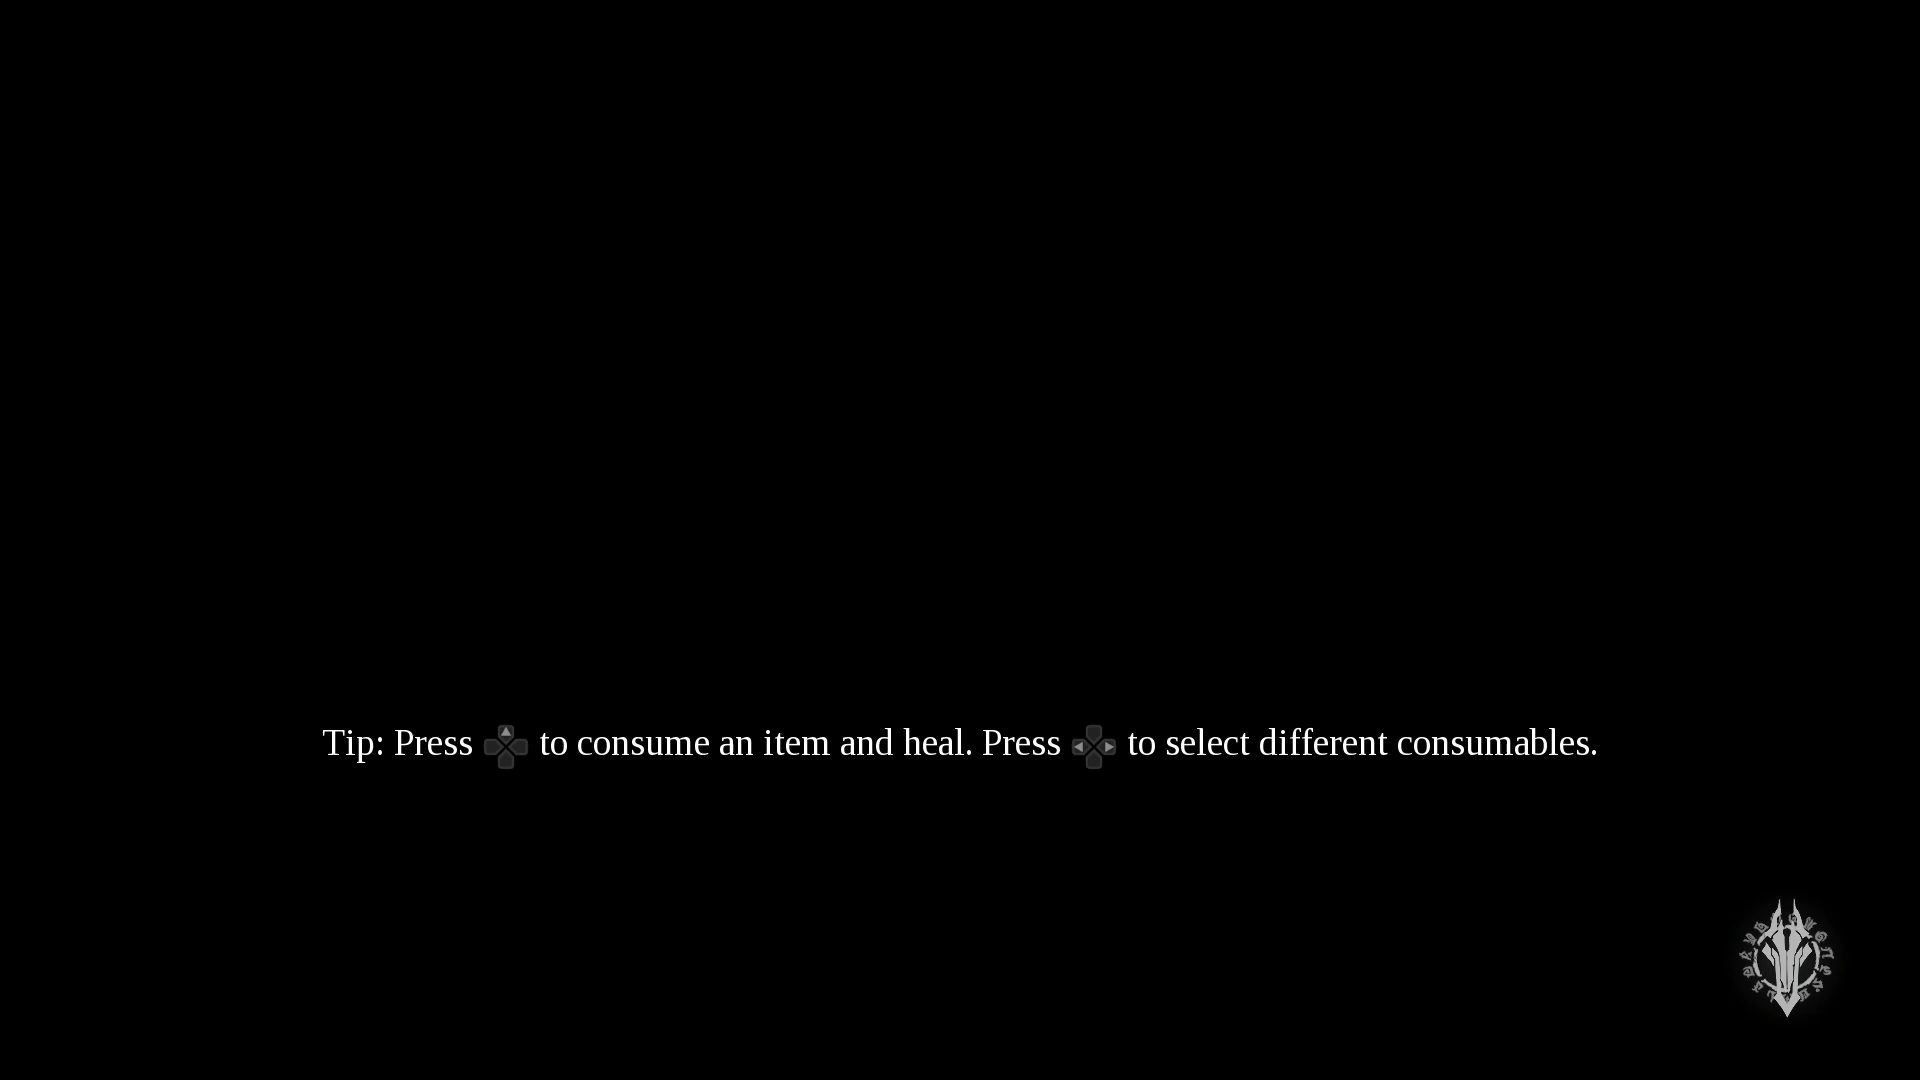 Tip: Press to consume an item and heal. Press to select different consumables.